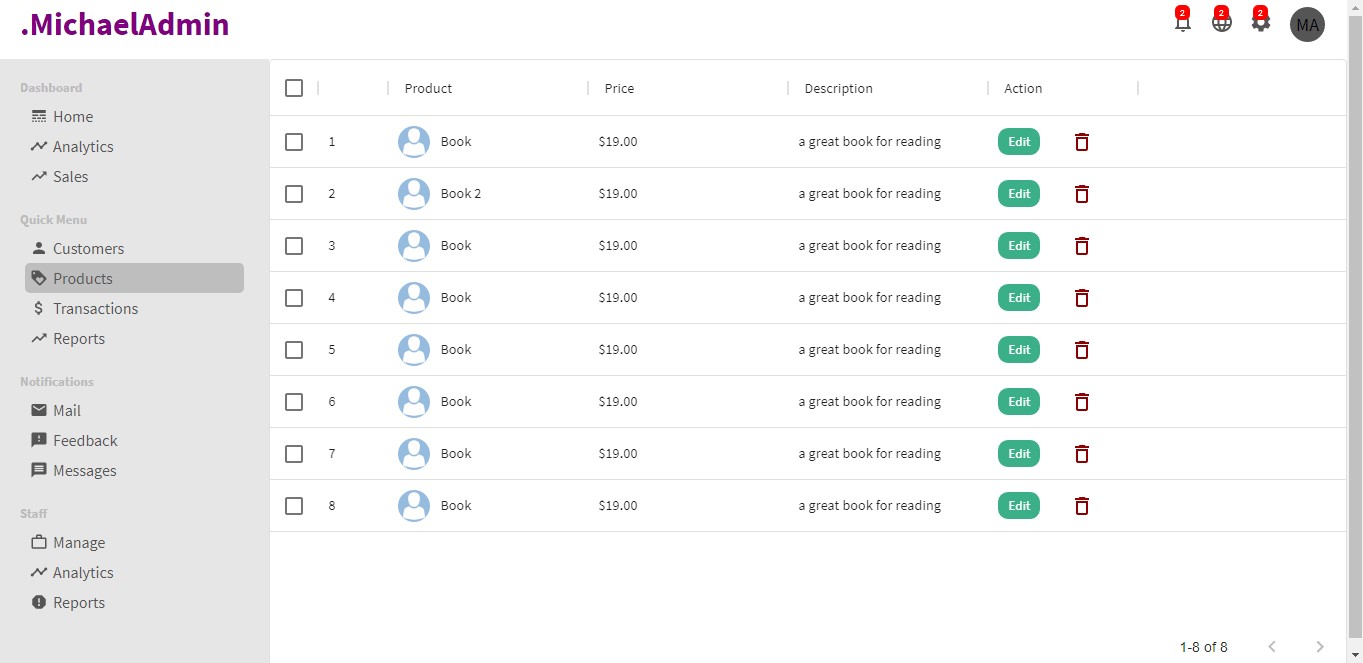 .MichaelAdmin
2 2 2 MA
Dashboard
Home
Analytics
Sales
Quick Menu
Customers
Products
Transactions
Reports
Notifications
Mail
Feedback
Messages
Staff
Manage
Analytics
Reports
Product Price Description Action
1 Book $19.00 a great book for reading Edit
2 Book 2 $19.00 a great book for reading Edit
3 Book $19.00 a great book for reading Edit
4 Book $19.00 a great book for reading Edit
5 Book $19.00 a great book for reading Edit
6 Book $19.00 a great book for reading Edit
7 Book $19.00 a great book for reading Edit
8 Book $19.00 a great book for reading Edit
1-8 of 8